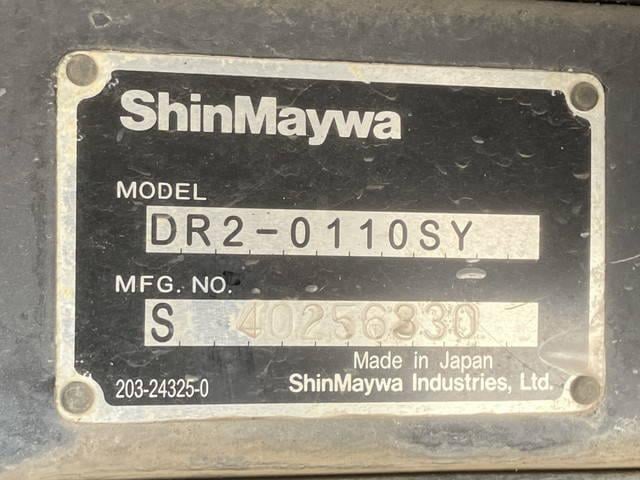 ShinMaywa
MODEL
DR2-0110SY
MFG. NO.
S 40256830
Made in Japan
203-24325-0 ShinMaywa Industries, Ltd.